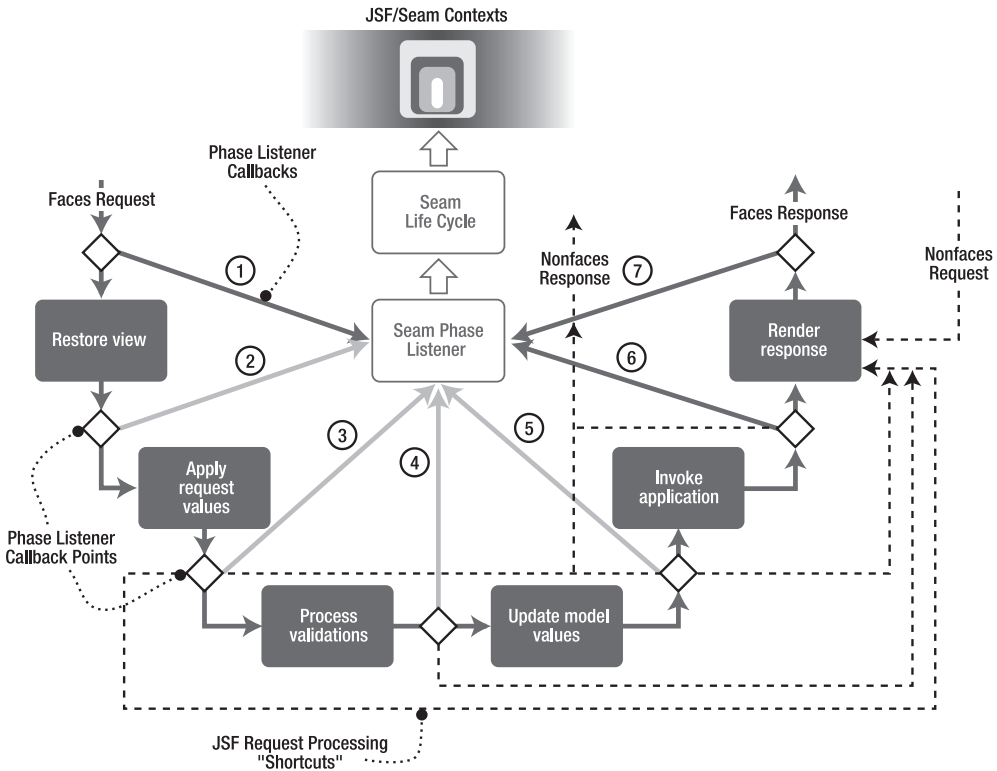 JSF/Seam Contexts
Phase Listener
Callbacks
Faces Request
Seam
Life Cycle
Faces Response
Nonfaces
Response
Nonfaces
Request
1
7
Restore view
Seam Phase
Listener
Render
response
2
6
3
4
5
Apply
request
values
Invoke
application
Phase Listener
Callback Points
Process
validations
Update model
values
JSF Request Processing
"Shortcuts"